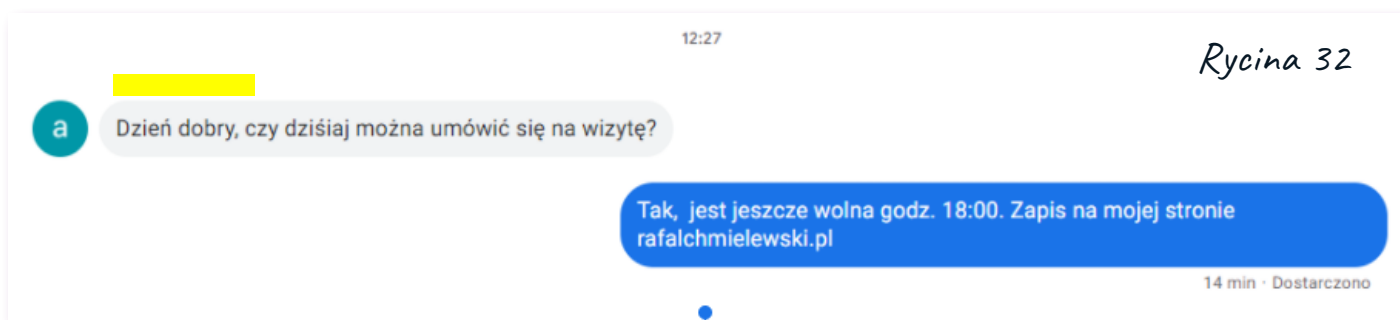 12:27
Rycina 32
a
Dzień dobry, czy dziśiaj można umówić się na wizytę?
Tak,  jest jeszcze wolna godz. 18:00. Zapis na mojej stronie
rafalchmielewski.pl
14 min · Dostarczono